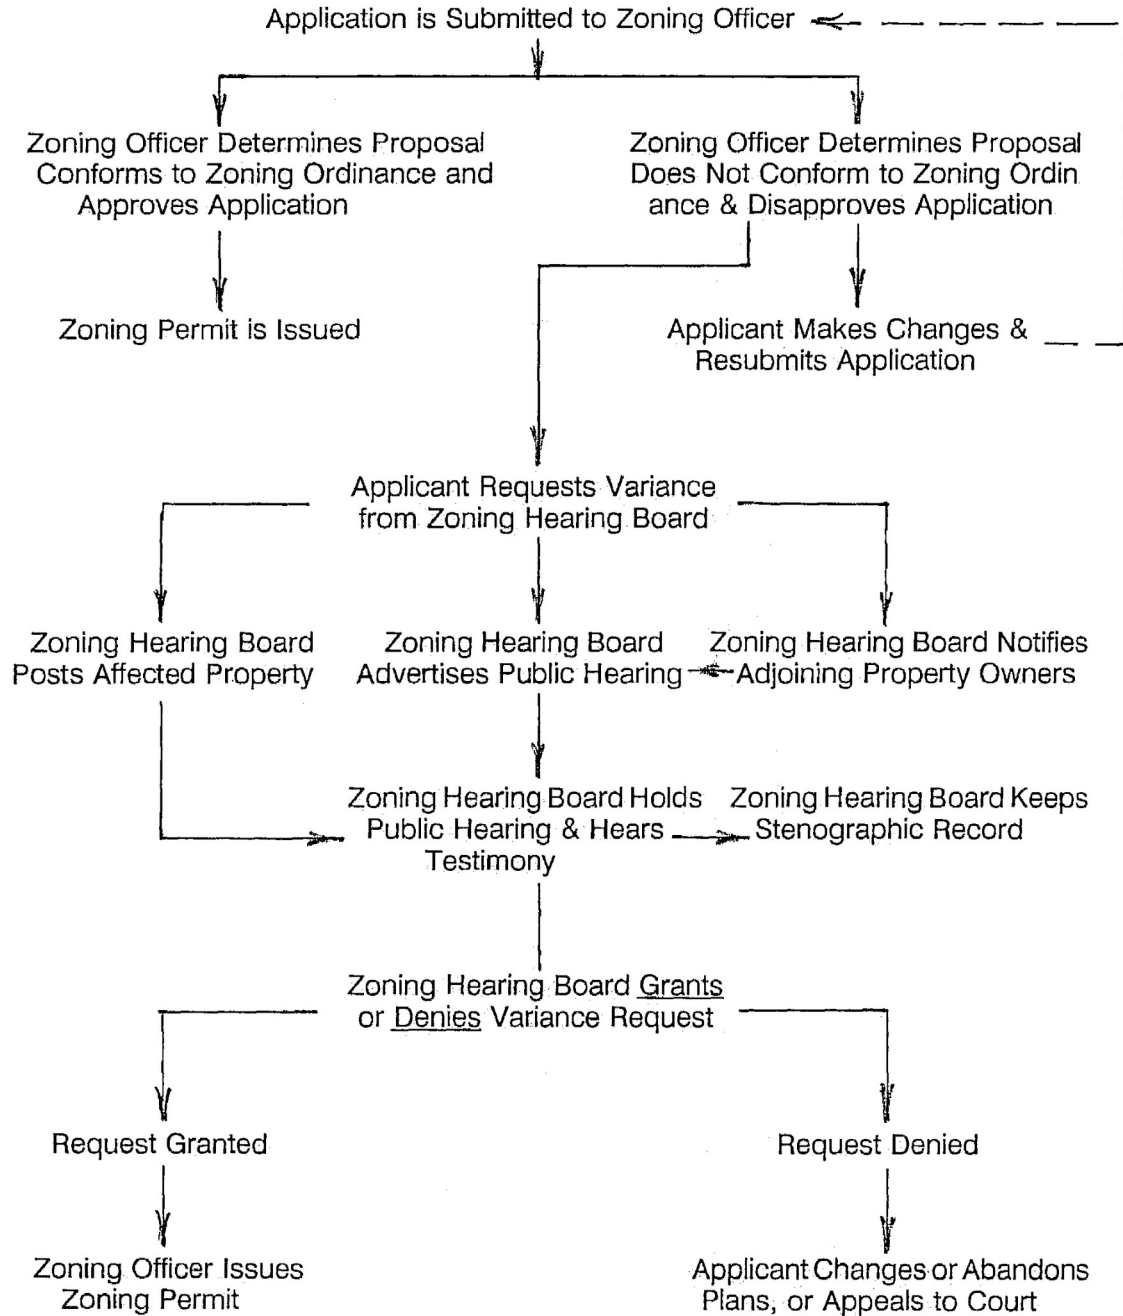 Application is Submitted to Zoning Officer
Zoning Officer Determines Proposal
Conforms to Zoning Ordinance and
Approves Application
Zoning Officer Determines Proposal
Does Not Conform to Zoning Ordin
ance & Disapproves Application
Zoning Permit is Issued
Applicant Makes Changes &
Resubmits Application
Applicant Requests Variance
from Zoning Hearing Board
Zoning Hearing Board
Posts Affected Property
Zoning Hearing Board
Advertises Public Hearing
Zoning Hearing Board Notifies
Adjoining Property Owners
Zoning Hearing Board Holds
Public Hearing & Hears
Testimony
Zoning Hearing Board Keeps
Stenographic Record
Zoning Hearing Board Grants
or Denies Variance Request
Request Granted
Request Denied
Zoning Officer Issues
Zoning Permit
Applicant Changes or Abandons
Plans, or Appeals to Court